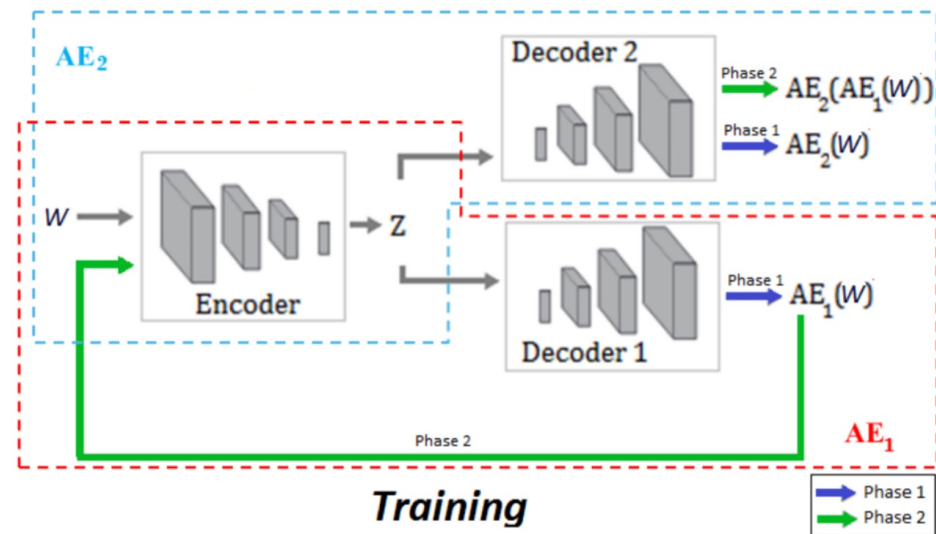 AE₂
Decoder 2
Phase 2
AE₂(AE₁(W))
Phase 1
AE₂(W)
W
Encoder
Z
Decoder 1
Phase 1
AE₁(W)
Phase 2
AE₁
Training
Phase 1
Phase 2